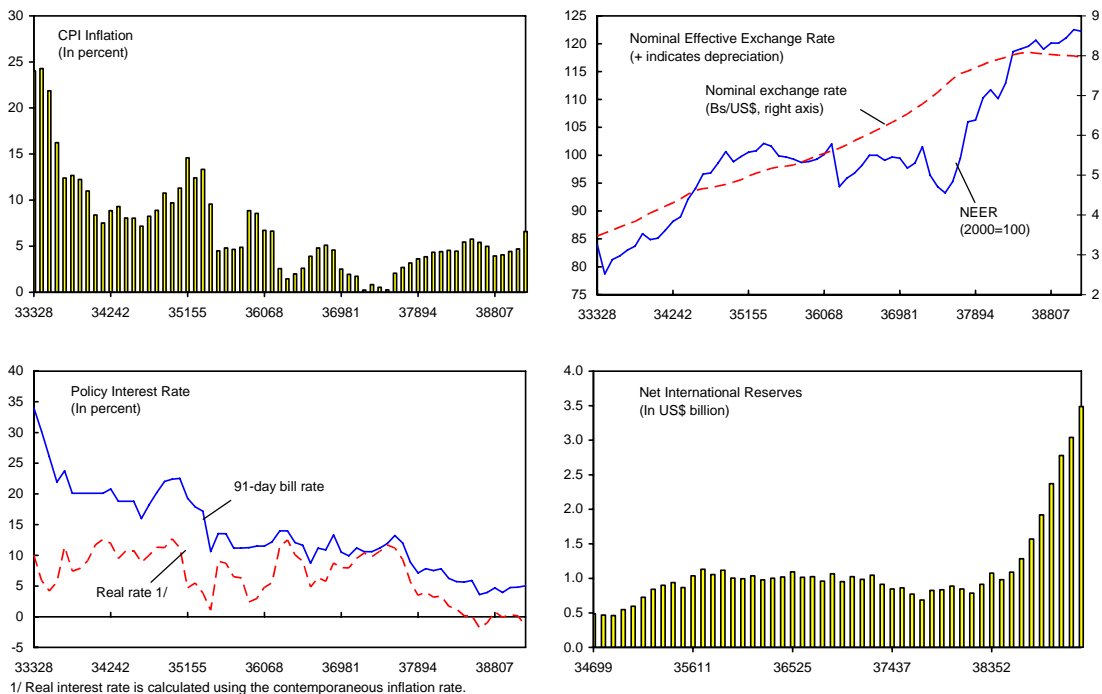 CPI Inflation
(In percent)
30
25
20
15
10
5
0
33328 34242 35155 36068 36981 37894 38807
Nominal Effective Exchange Rate
(+ indicates depreciation)
Nominal exchange rate
(Bs/US$, right axis)
NEER
(2000=100)
125
120
115
110
105
100
95
90
85
80
75
9
8
7
6
5
4
3
2
33328 34242 35155 36068 36981 37894 38807
Policy Interest Rate
(In percent)
91-day bill rate
Real rate 1/
40
35
30
25
20
15
10
5
0
-5
33328 34242 35155 36068 36981 37894 38807
Net International Reserves
(In US$ billion)
4.0
3.5
3.0
2.5
2.0
1.5
1.0
0.5
0.0
34699 35611 36525 37437 38352
1/ Real interest rate is calculated using the contemporaneous inflation rate.